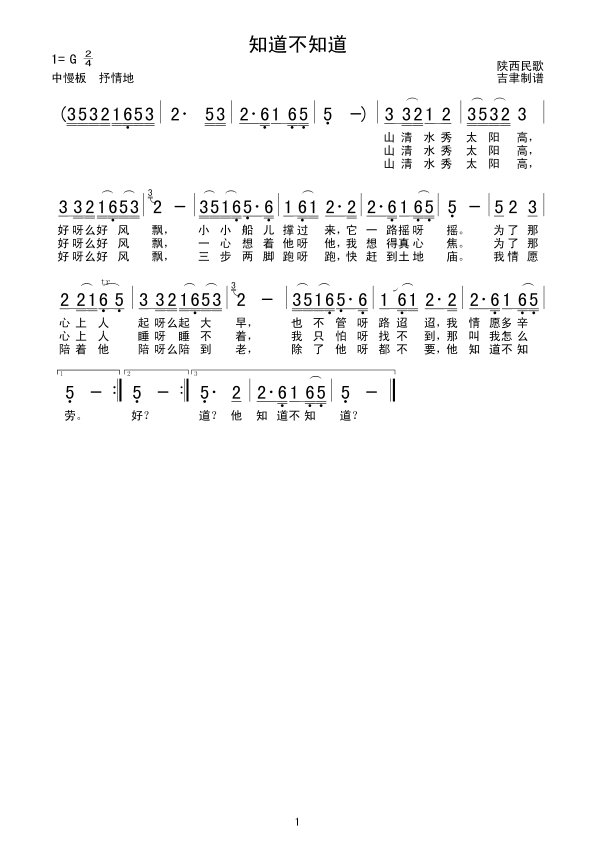 知道不知道
1= G 2/4
陕西民歌
中慢板 抒情地
吉聿制谱
(35321653 | 2· 53 | 2·61 65 | 5 —) | 3 321 2 | 3532 3 |
山 清 水 秀 太 阳 高,
山 清 水 秀 太 阳 高,
山 清 水 秀 太 阳 高,
3 321653 | 3 2 — | 35165·6 | 1 61 2·2 | 2·61 65 | 5 — | 52 3 |
好 呀么好 风 飘, 小 小 船 儿 撑 过 来,它 一 路摇呀 摇。 为了 那
好 呀么好 风 飘, 一 心 想 着 他呀 他,我 想 得真心 焦。 为了 那
好 呀么好 风 飘, 三 步 两 脚 跑呀 跑,快 赶 到土地 庙。 我情 愿
tr
2 216 5 | 3 321653 | 3 2 — | 35165·6 | 1 61 2·2 | 2·61 65 |
心 上 人 起 呀么起 大 早, 也 不 管 呀 路 迢 迢,我 情 愿多 辛
心 上 人 睡 呀 睡 不 着, 我 只 怕 呀 找 不 到,那 叫 我怎 么
陪 着 他 陪 呀么陪 到 老, 除 了 他 呀 都 不 要,他 知 道不 知
1 2 3
5 — :| 5 — :| 5· 2 | 2·61 65 | 5 — |
劳。 好? 道? 他 知 道不 知 道?
1